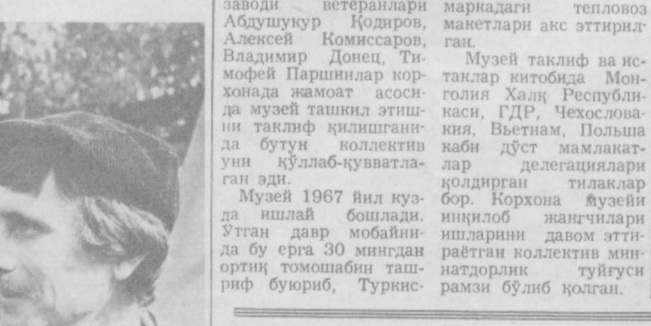 заводи ветеранлари
Абдушукур Қодиров,
Алексей Комиссаров,
Владимир Донец, Ти-
мофей Паршинлар кор-
хонада жамоат асоси-
да музей ташкил этиш-
ни таклиф қилишгани-
да бутун коллектив
уни қўллаб-қувватла-
ган эди.
Музей 1967 йил куз-
да ишлай бошлади.
Ўтган давр мобайни-
да бу ерга 30 мингдан
ортиқ томошабин таш-
риф буюриб, Туркис-
маркадаги тепловоз
макетлари акс эттирил-
ган.
Музей таклиф ва ис-
таклар китобида Мон-
голия Халқ Республи-
каси, ГДР, Чехослова-
кия, Вьетнам, Польша
каби дўст мамлакат-
лар делегациялари
қолдирган тилаклар
бор. Корхона музейи
инқилоб жангчилари
ишларини давом этти-
раётган коллектив мин-
натдорлик туйғуси
рамзи бўлиб қолган.